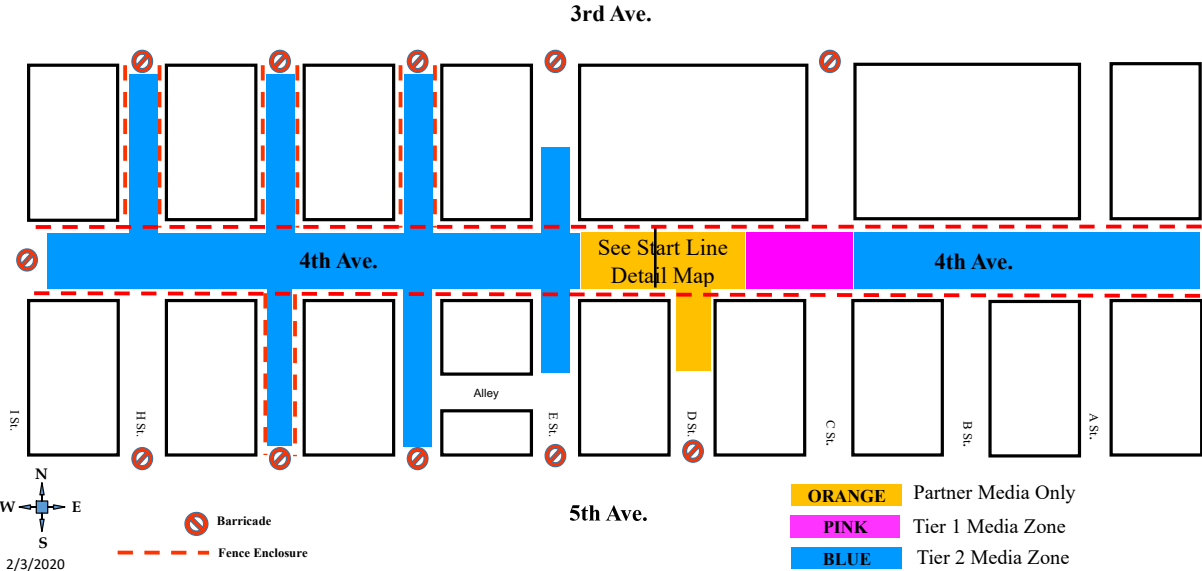 3rd Ave.
See Start Line
Detail Map
4th Ave.
4th Ave.
Alley
I St.
H St.
E St.
D St.
C St.
B St.
A St.
N
W
E
S
2/3/2020
Barricade
Fence Enclosure
5th Ave.
ORANGE Partner Media Only
PINK Tier 1 Media Zone
BLUE Tier 2 Media Zone